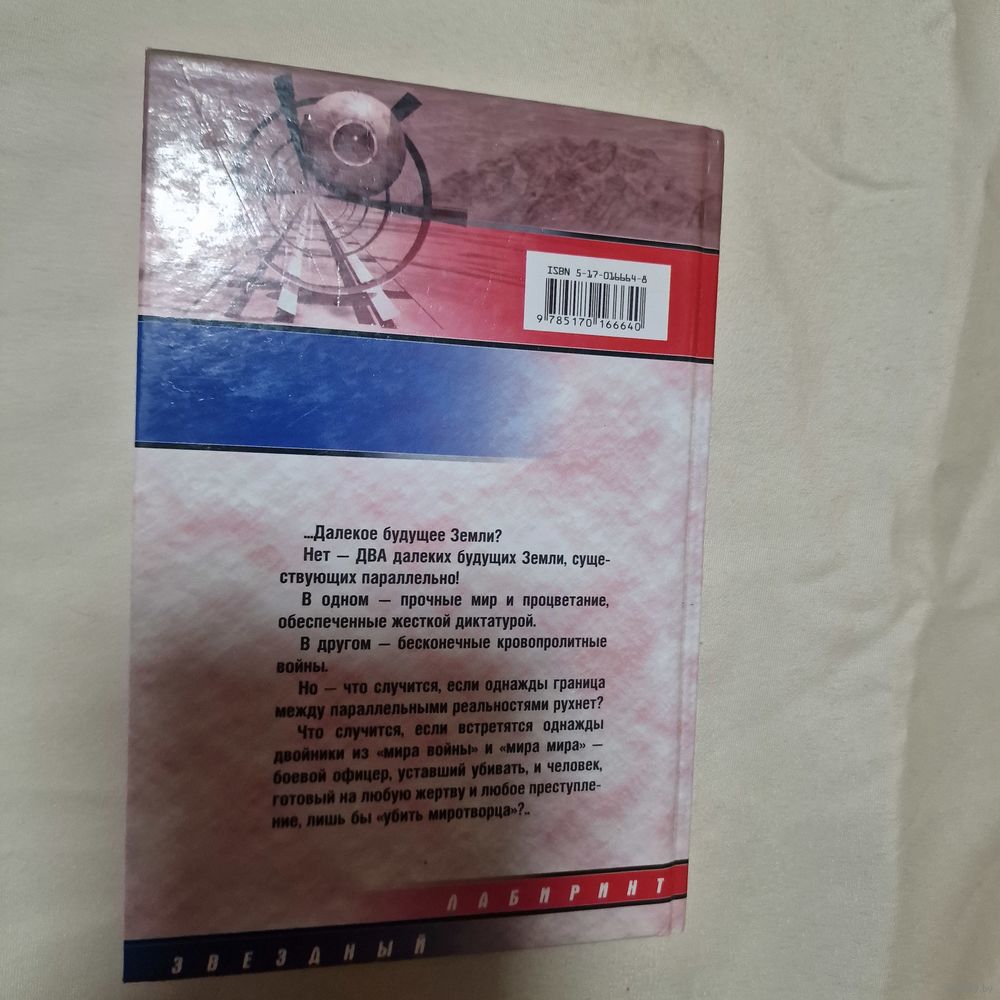 ISBN 5-17-016664-8
9 785170 166640
...Далекое будущее Земли?
Нет — ДВА далеких будущих Земли, суще-
ствующих параллельно!
В одном — прочные мир и процветание,
обеспеченные жесткой диктатурой.
В другом — бесконечные кровопролитные
войны.
Но — что случится, если однажды граница
между параллельными реальностями рухнет?
Что случится, если встретятся однажды
двойники из «мира войны» и «мира мира» —
боевой офицер, уставший убивать, и человек,
готовый на любую жертву и любое преступле-
ние, лишь бы «убить миротворца»?..
ЛАБИРИНТ
ЗВЕЗДНЫЙ